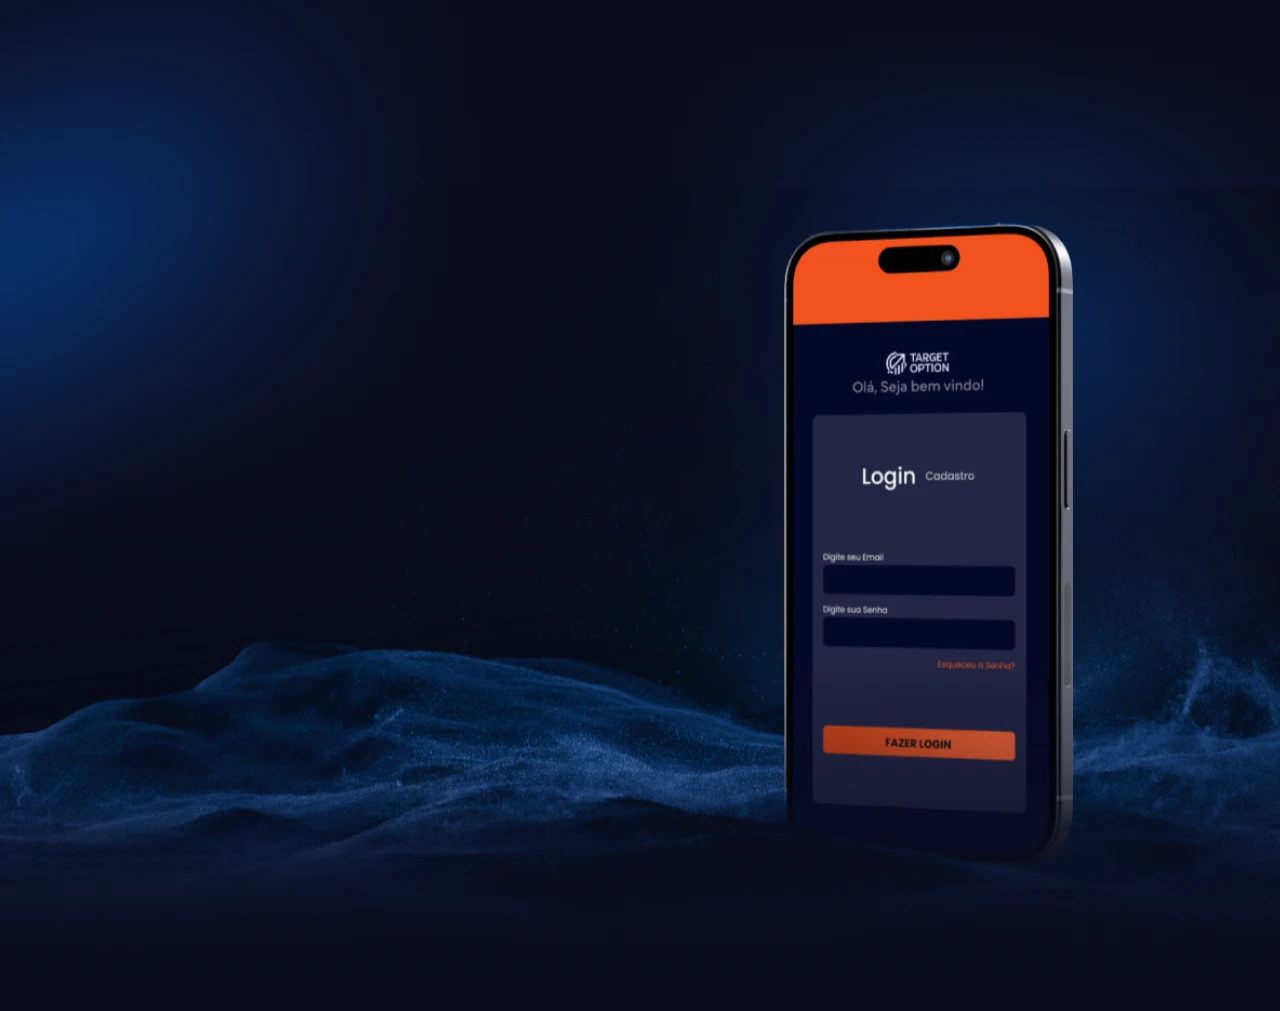 TARGET
OPTION
Olá, Seja bem vindo!
Login Cadastro
Digite seu Email
Digite sua Senha
Esqueceu a Senha?
FAZER LOGIN